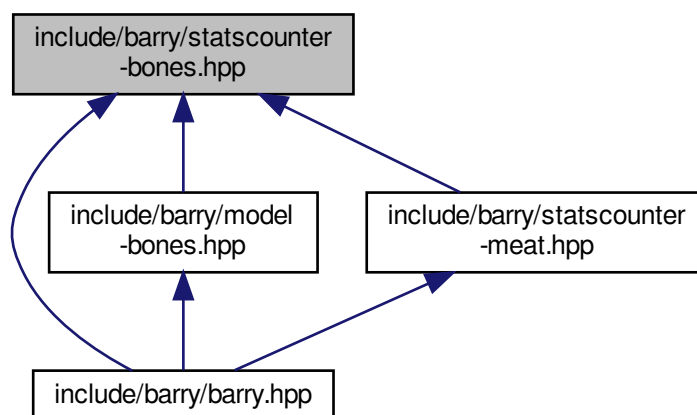 include/barry/statscounter
-bones.hpp
include/barry/model
-bones.hpp
include/barry/statscounter
-meat.hpp
include/barry/barry.hpp